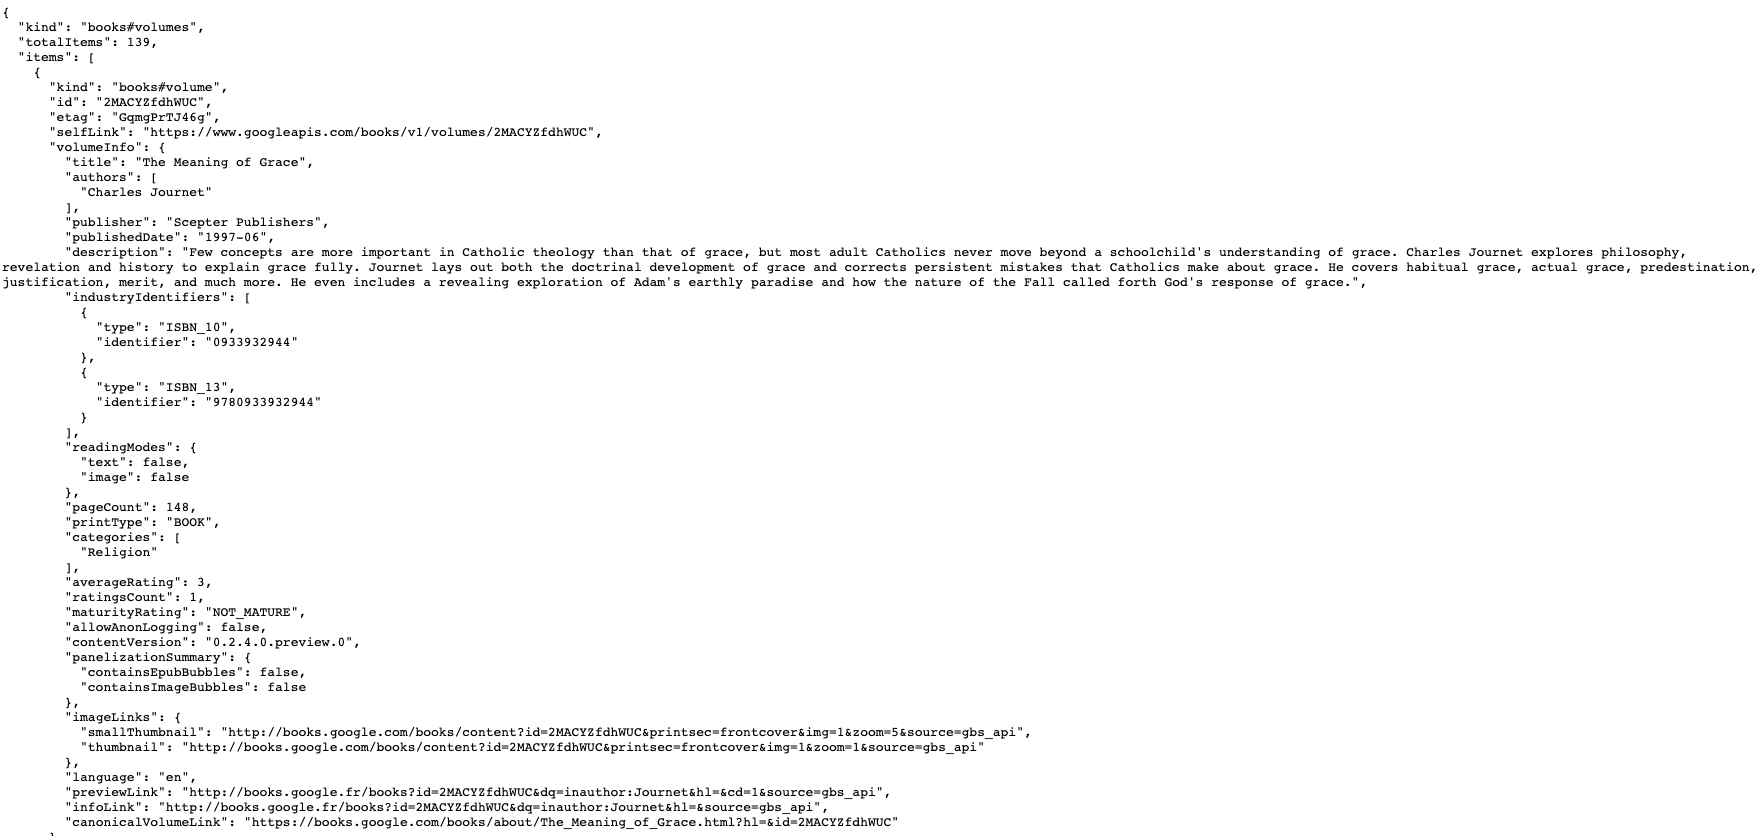 {
"kind": "books#volumes",
"totalItems": 139,
"items": [
{
"kind": "books#volume",
"id": "2MACYZfdhWUC",
"etag": "GqmgPrTJ46g",
"selfLink": "https://www.googleapis.com/books/v1/volumes/2MACYZfdhWUC",
"volumeInfo": {
"title": "The Meaning of Grace",
"authors": [
"Charles Journet"
],
"publisher": "Scepter Publishers",
"publishedDate": "1997-06",
"description": "Few concepts are more important in Catholic theology than that of grace, but most adult Catholics never move beyond a schoolchild's understanding of grace. Charles Journet explores philosophy,
revelation and history to explain grace fully. Journet lays out both the doctrinal development of grace and corrects persistent mistakes that Catholics make about grace. He covers habitual grace, actual grace, predestination,
justification, merit, and much more. He even includes a revealing exploration of Adam's earthly paradise and how the nature of the Fall called forth God's response of grace.",
"industryIdentifiers": [
{
"type": "ISBN_10",
"identifier": "0933932944"
},
{
"type": "ISBN_13",
"identifier": "9780933932944"
}
],
"readingModes": {
"text": false,
"image": false
},
"pageCount": 148,
"printType": "BOOK",
"categories": [
"Religion"
],
"averageRating": 3,
"ratingsCount": 1,
"maturityRating": "NOT_MATURE",
"allowAnonLogging": false,
"contentVersion": "0.2.4.0.preview.0",
"panelizationSummary": {
"containsEpubBubbles": false,
"containsImageBubbles": false
},
"imageLinks": {
"smallThumbnail": "http://books.google.com/books/content?id=2MACYZfdhWUC&printsec=frontcover&img=1&zoom=5&source=gbs_api",
"thumbnail": "http://books.google.com/books/content?id=2MACYZfdhWUC&printsec=frontcover&img=1&zoom=1&source=gbs_api"
},
"language": "en",
"previewLink": "http://books.google.fr/books?id=2MACYZfdhWUC&dq=inauthor:Journet&hl=&cd=1&source=gbs_api",
"infoLink": "http://books.google.fr/books?id=2MACYZfdhWUC&dq=inauthor:Journet&hl=&source=gbs_api",
"canonicalVolumeLink": "https://books.google.com/books/about/The_Meaning_of_Grace.html?hl=&id=2MACYZfdhWUC"